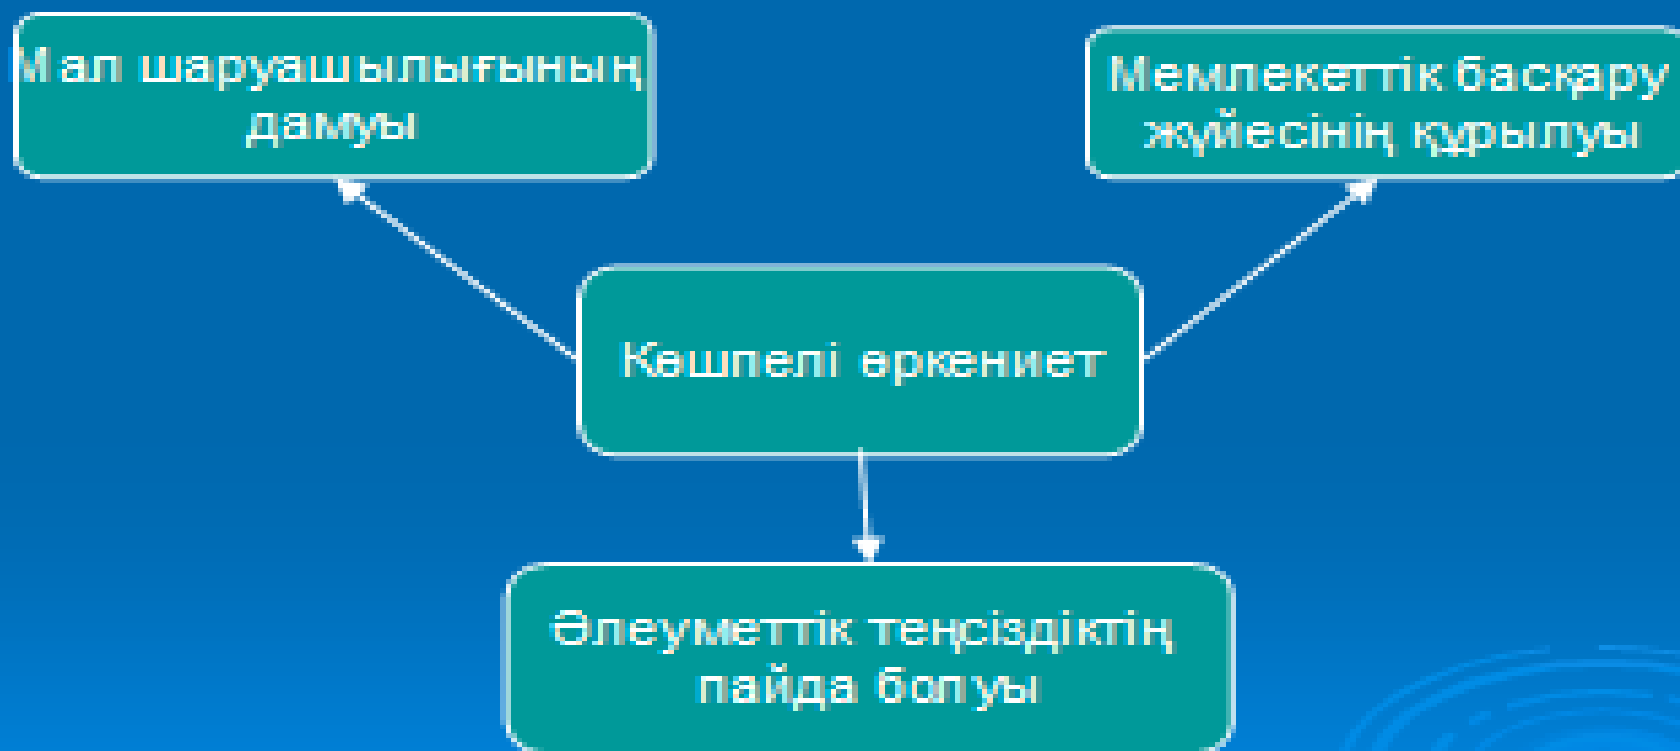 Мал шаруашылығының
дамуы
Мемлекеттік басқару
жүйесінің құрылуы
Көшпелі өркениет
Әлеуметтік теңсіздіктің
пайда болуы